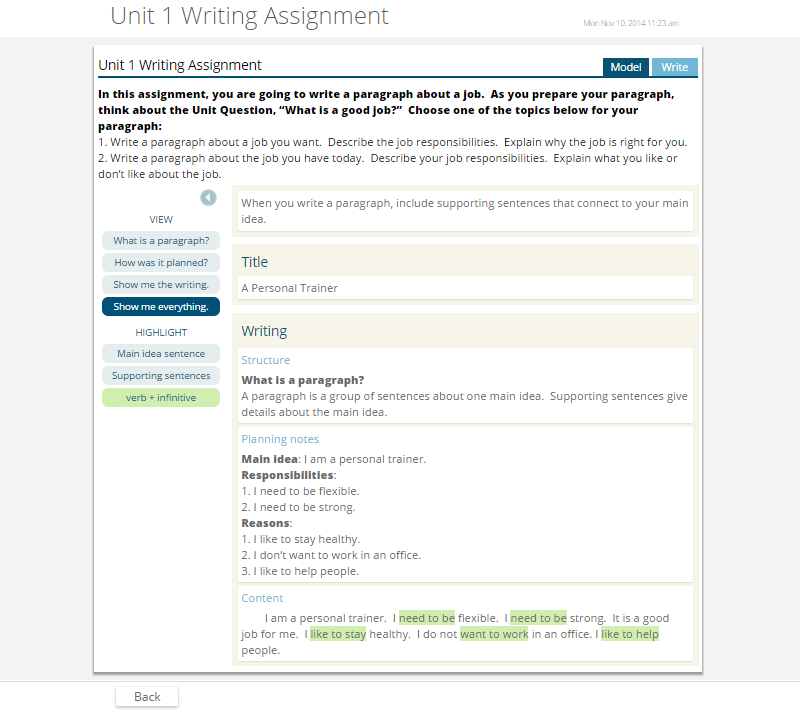 Unit 1 Writing Assignment
Mon Nov 10, 2014 11:23 am
Unit 1 Writing Assignment
Model
Write
In this assignment, you are going to write a paragraph about a job. As you prepare your paragraph,
think about the Unit Question, “What is a good job?” Choose one of the topics below for your
paragraph:
1. Write a paragraph about a job you want. Describe the job responsibilities. Explain why the job is right for you.
2. Write a paragraph about the job you have today. Describe your job responsibilities. Explain what you like or
don’t like about the job.
VIEW
What is a paragraph?
How was it planned?
Show me the writing.
Show me everything.
HIGHLIGHT
Main idea sentence
Supporting sentences
verb + infinitive
When you write a paragraph, include supporting sentences that connect to your main
idea.
Title
A Personal Trainer
Writing
Structure
What is a paragraph?
A paragraph is a group of sentences about one main idea. Supporting sentences give
details about the main idea.
Planning notes
Main idea: I am a personal trainer.
Responsibilities:
1. I need to be flexible.
2. I need to be strong.
Reasons:
1. I like to stay healthy.
2. I don’t want to work in an office.
3. I like to help people.
Content
I am a personal trainer. I need to be flexible. I need to be strong. It is a good
job for me. I like to stay healthy. I do not want to work in an office. I like to help
people.
Back